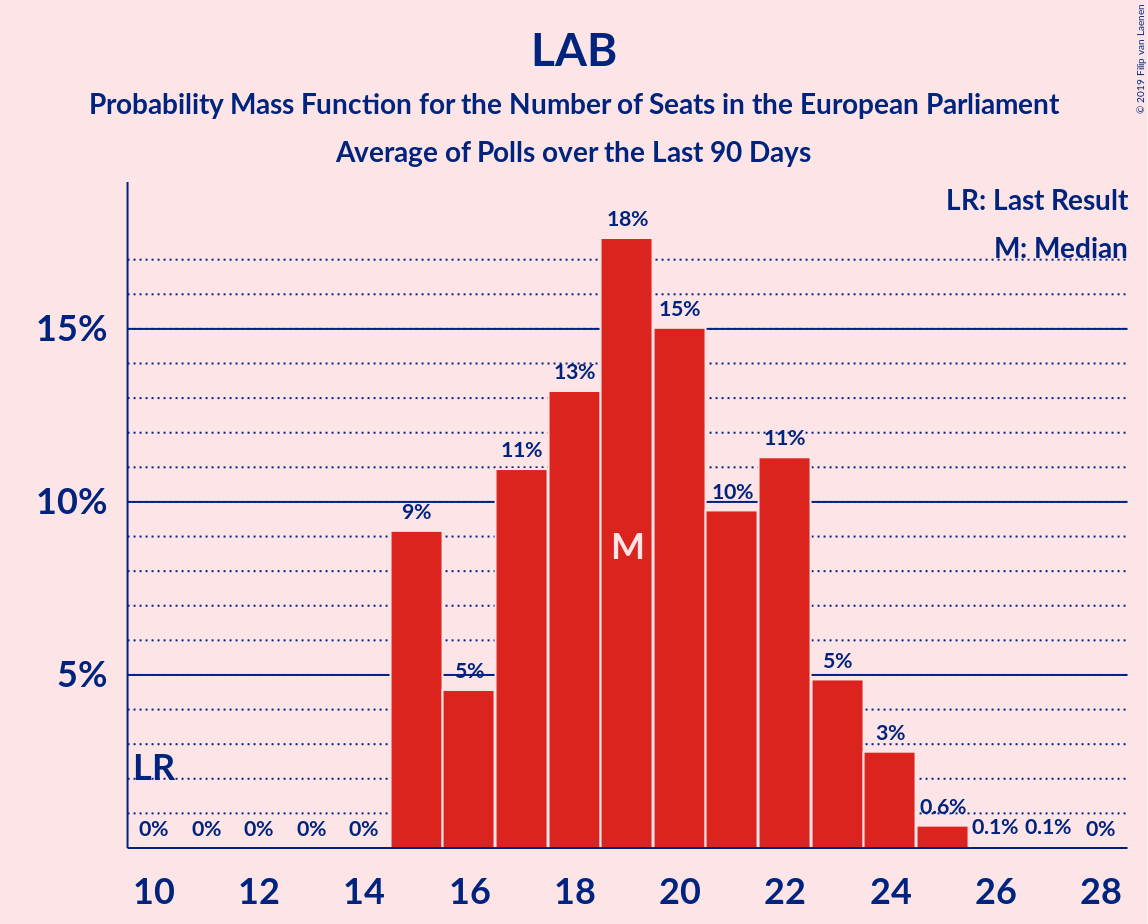 LAB
Probability Mass Function for the Number of Seats in the European Parliament
Average of Polls over the Last 90 Days
© 2019 Filip van Laenen
LR: Last Result
M: Median
15%
10%
5%
LR
M
0%
0%
0%
0%
0%
9%
5%
11%
13%
18%
15%
10%
11%
5%
3%
0.6%
0.1%
0.1%
0%
10 12 14 16 18 20 22 24 26 28